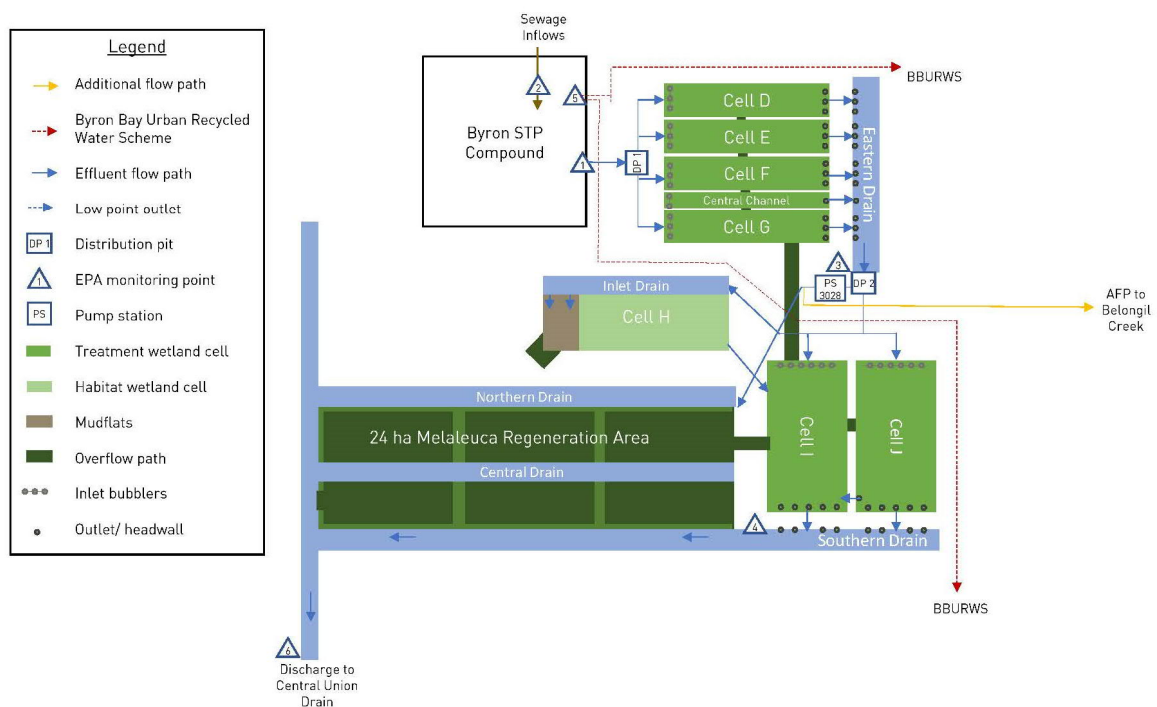 Legend
Additional flow path
Byron Bay Urban Recycled
Water Scheme
Effluent flow path
Low point outlet
DP 1
Distribution pit
1
EPA monitoring point
PS
Pump station
Treatment wetland cell
Habitat wetland cell
Mudflats
Overflow path
Inlet bubblers
Outlet/ headwall
Sewage
Inflows
2
5
Byron STP
Compound
1
DP 1
BBURWS
Cell D
Cell E
Cell F
Central Channel
Cell G
Eastern Drain
3
PS
3028
DP 2
AFP to
Belongil
Creek
Inlet Drain
Cell H
Northern Drain
24 ha Melaleuca Regeneration Area
Central Drain
Cell I
Cell J
4
Southern Drain
BBURWS
6
Discharge to
Central Union
Drain